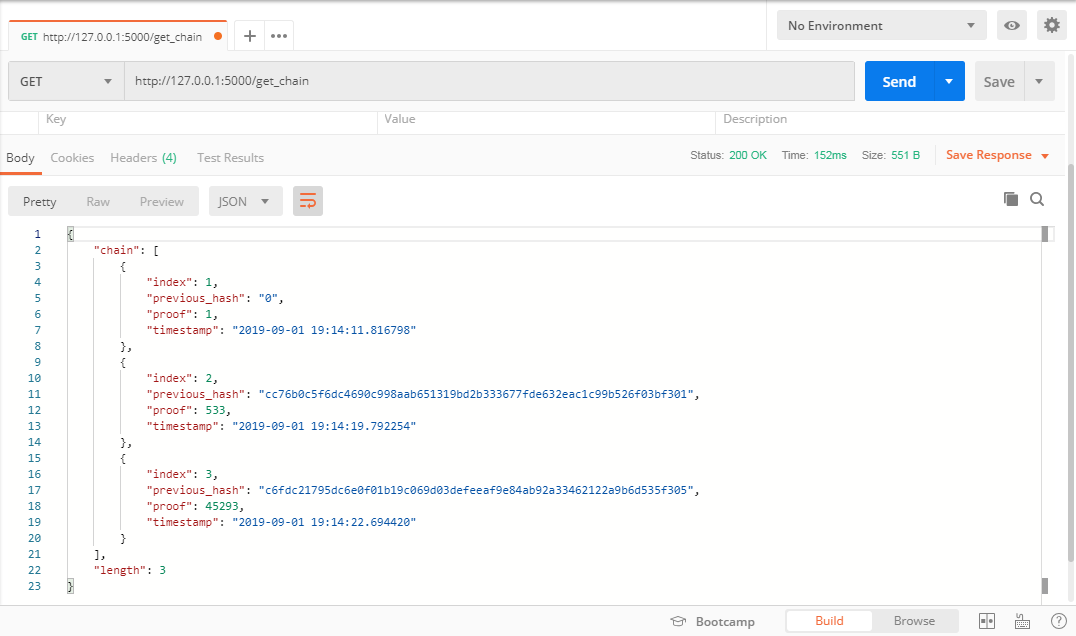 GET http://127.0.0.1:5000/get_chain
No Environment
GET http://127.0.0.1:5000/get_chain Send Save
Key Value Description
Body Cookies Headers (4) Test Results Status: 200 OK Time: 152ms Size: 551 B Save Response
Pretty Raw Preview JSON
1 {
2 "chain": [
3 {
4 "index": 1,
5 "previous_hash": "0",
6 "proof": 1,
7 "timestamp": "2019-09-01 19:14:11.816798"
8 },
9 {
10 "index": 2,
11 "previous_hash": "cc76b0c5f6dc4690c998aab651319bd2b333677fde632eac1c99b526f03bf301",
12 "proof": 533,
13 "timestamp": "2019-09-01 19:14:19.792254"
14 },
15 {
16 "index": 3,
17 "previous_hash": "c6fdc21795dc6e0f01b19c069d03defeeaf9e84ab92a33462122a9b6d535f305",
18 "proof": 45293,
19 "timestamp": "2019-09-01 19:14:22.694420"
20 }
21 ],
22 "length": 3
23 }
Bootcamp Build Browse